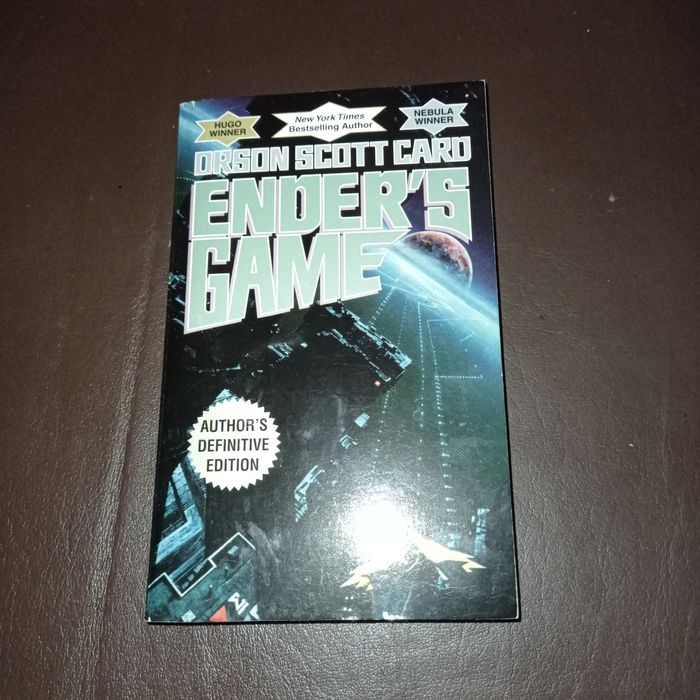 HUGO
WINNER
New York Times
Bestselling Author
NEBULA
WINNER
ORSON SCOTT CARD
ENDER'S
GAME
AUTHOR'S
DEFINITIVE
EDITION